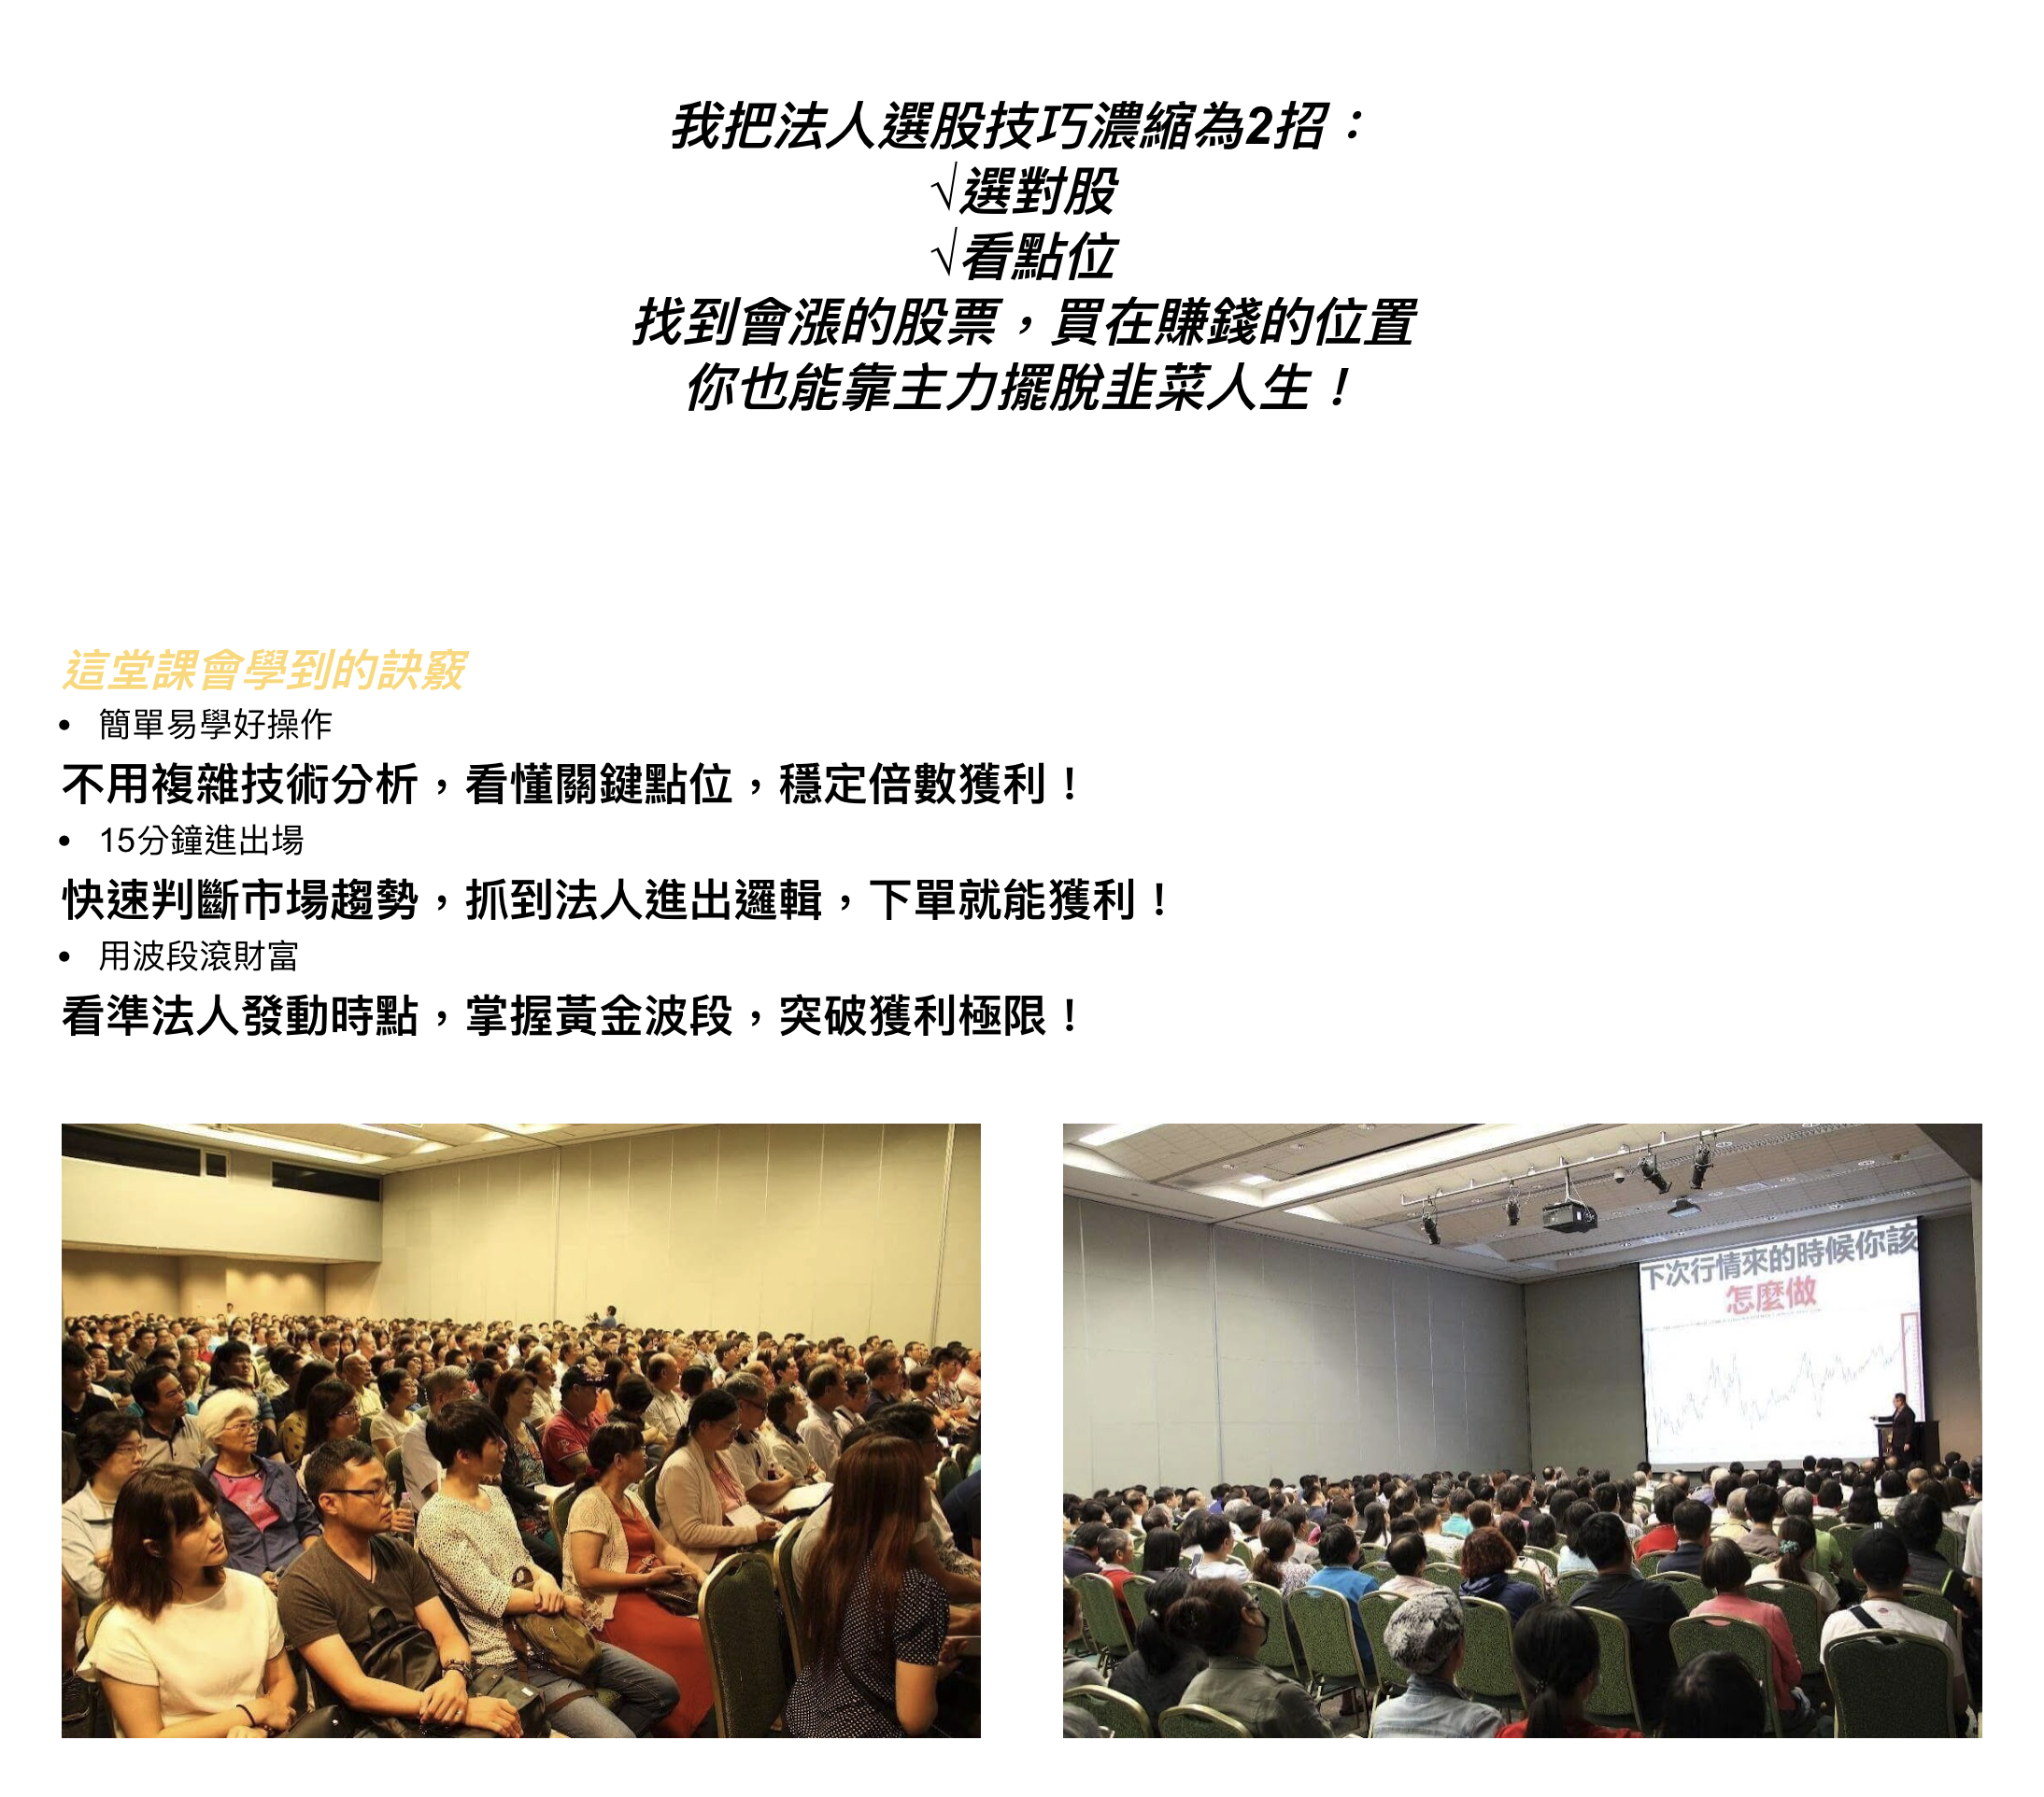 我把法人選股技巧濃縮為2招：
√選對股
√看點位
找到會漲的股票，買在賺錢的位置
你也能靠主力擺脫韭菜人生！
這堂課會學到的訣竅
• 簡單易學好操作
不用複雜技術分析，看懂關鍵點位，穩定倍數獲利！
• 15分鐘進出場
快速判斷市場趨勢，抓到法人進出邏輯，下單就能獲利！
• 用波段滾財富
看準法人發動時點，掌握黃金波段，突破獲利極限！
下次行情來的時候你該
怎麼做